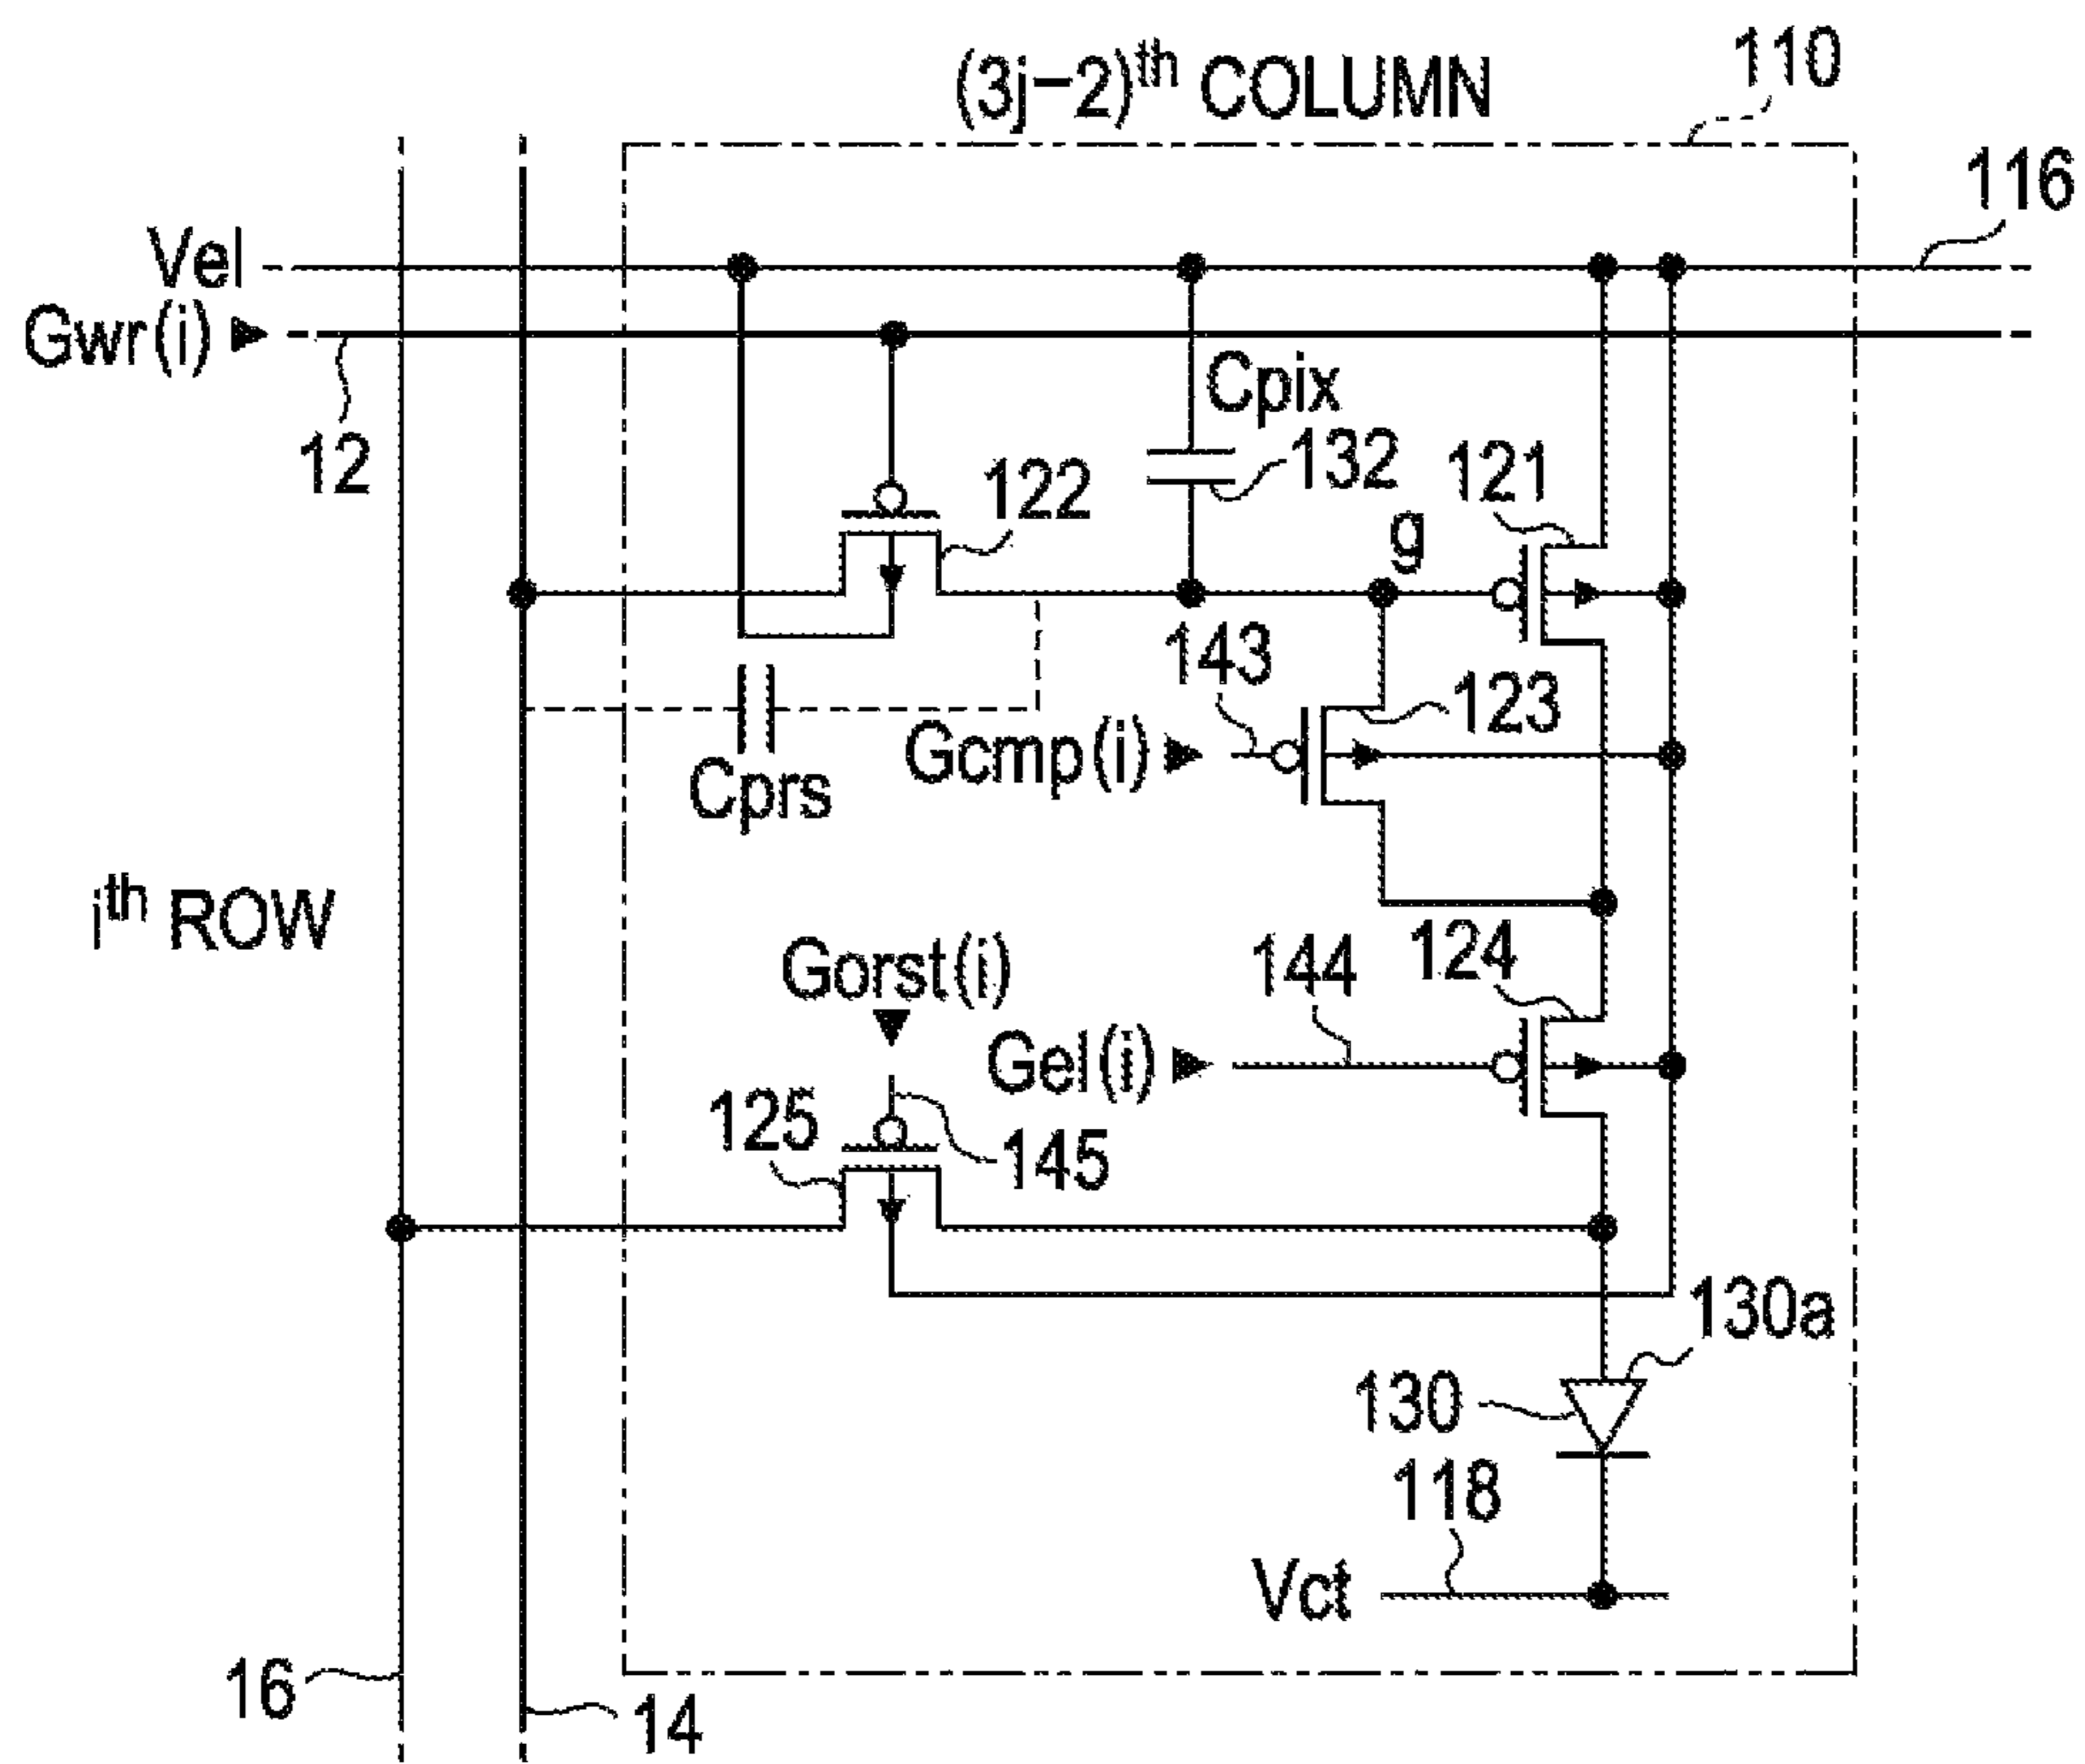 (3j-2)th COLUMN
110
116
Vel
Gwr(i)
12
Cpix
132
121
122
g
143
123
Gcmp(i)
Cprs
ith ROW
124
144
Gorst(i)
Gel(i)
125
145
130a
130
118
Vct
16
14